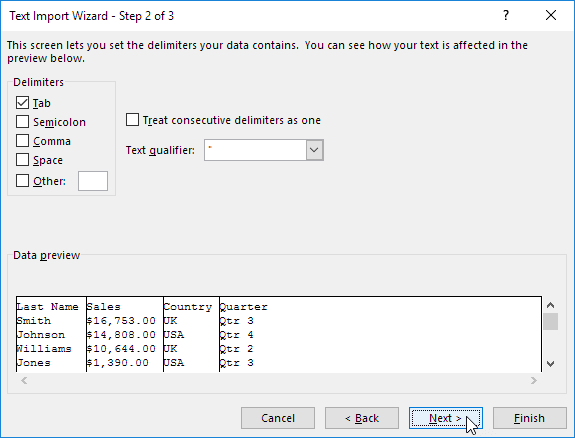 Text Import Wizard - Step 2 of 3
This screen lets you set the delimiters your data contains.  You can see how your text is affected in the
preview below.
Delimiters
Tab
Semicolon
Comma
Space
Other:
Treat consecutive delimiters as one
Text qualifier: "
Data preview
Last Name Sales Country Quarter
Smith $16,753.00 UK Qtr 3
Johnson $14,808.00 USA Qtr 4
Williams $10,644.00 UK Qtr 2
Jones $1,390.00 USA Qtr 3
Cancel < Back Next > Finish